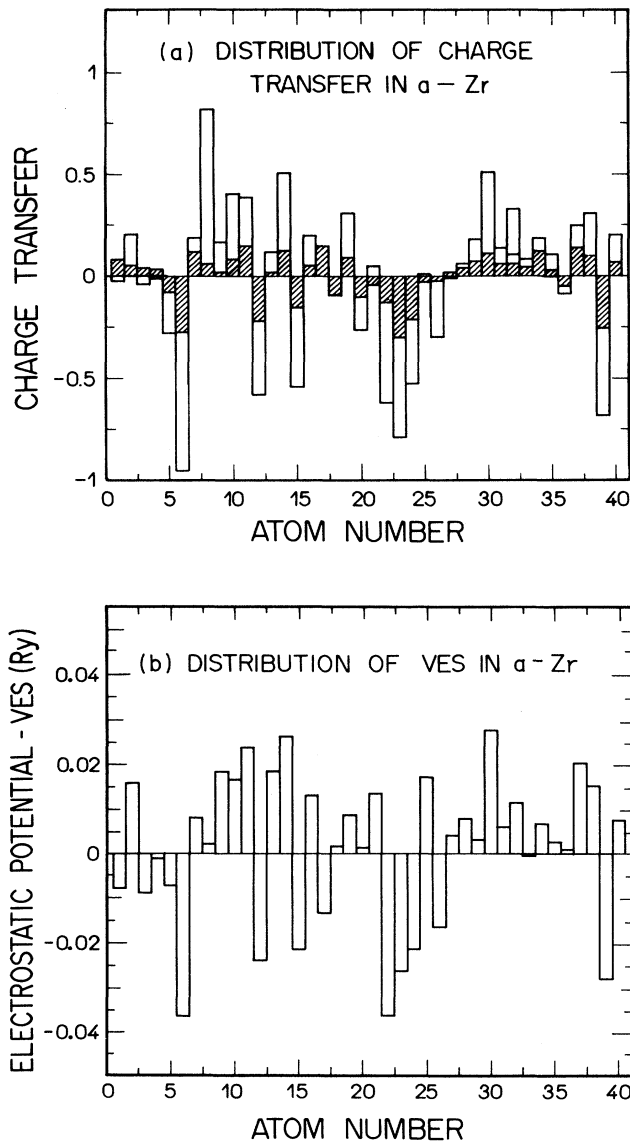 (a) DISTRIBUTION OF CHARGE
TRANSFER IN a – Zr
CHARGE TRANSFER
1
0.5
0
-0.5
-1
0 5 10 15 20 25 30 35 40
ATOM NUMBER
(b) DISTRIBUTION OF VES IN a - Zr
ELECTROSTATIC POTENTIAL - VES (Ry)
0.04
0.02
0
-0.02
-0.04
0 5 10 15 20 25 30 35 40
ATOM NUMBER